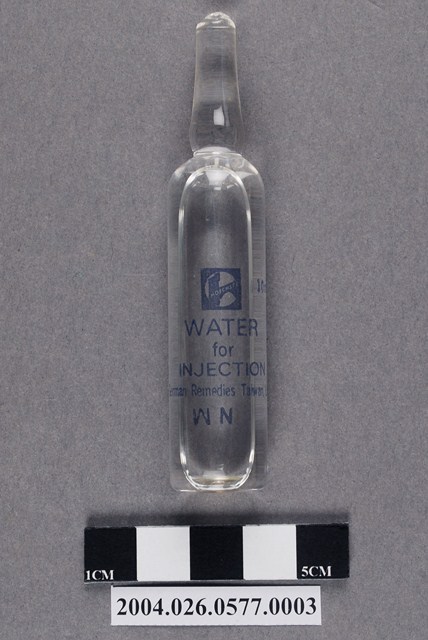 WATER
for
INJECTION
Remedies Taiwan
1CM
5CM
2004.026.0577.0003